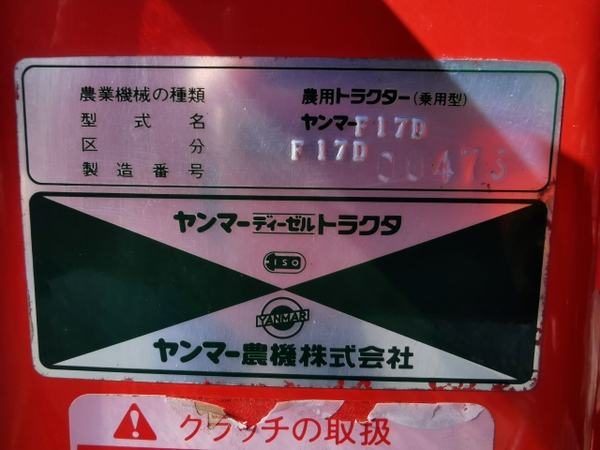 農業機械の種類 農用トラクター(乗用型)
型式名 ヤンマーF17D
区分 F17D
製造番号 00475
ヤンマーディーゼルトラクタ
ISO
YANMAR
ヤンマー農機株式会社
クラッチの取扱